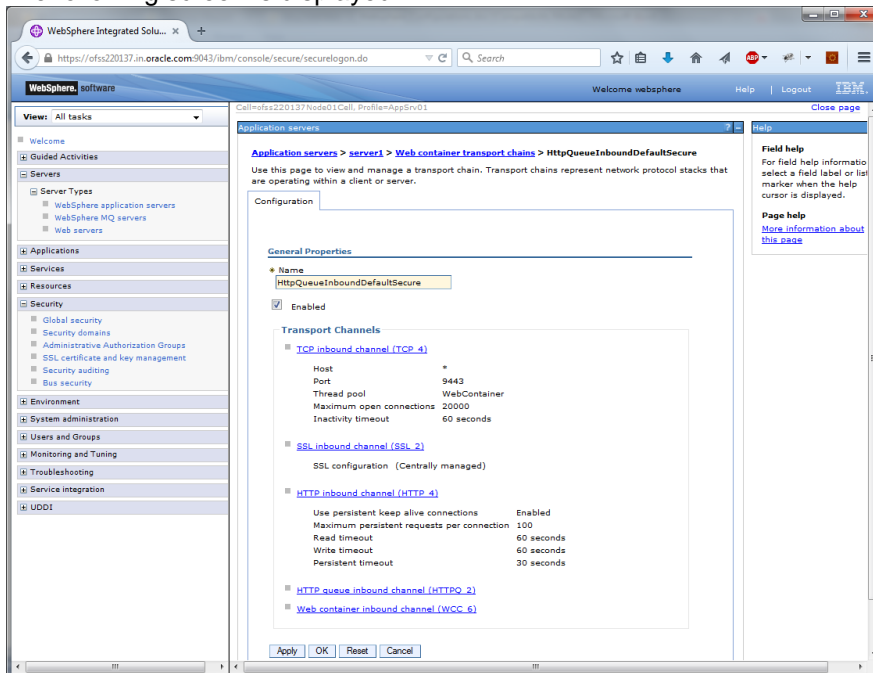 WebSphere Integrated Solu... × +
https://ofss220137.in.oracle.com:9043/ibm/console/secure/securelogon.do
Search
ABP
WebSphere. software
Welcome websphere
Help | Logout
IBM.
View: All tasks
Welcome
Guided Activities
Servers
Server Types
WebSphere application servers
WebSphere MQ servers
Web servers
Applications
Services
Resources
Security
Global security
Security domains
Administrative Authorization Groups
SSL certificate and key management
Security auditing
Bus security
Environment
System administration
Users and Groups
Monitoring and Tuning
Troubleshooting
Service integration
UDDI
Cell=ofss220137Node01Cell, Profile=AppSrv01
Close page
Application servers
? -
Application servers > server1 > Web container transport chains > HttpQueueInboundDefaultSecure
Use this page to view and manage a transport chain. Transport chains represent network protocol stacks that
are operating within a client or server.
Configuration
General Properties
* Name
HttpQueueInboundDefaultSecure
Enabled
Transport Channels
TCP inbound channel (TCP_4)
Host *
Port 9443
Thread pool WebContainer
Maximum open connections 20000
Inactivity timeout 60 seconds
SSL inbound channel (SSL_2)
SSL configuration (Centrally managed)
HTTP inbound channel (HTTP_4)
Use persistent keep alive connections Enabled
Maximum persistent requests per connection 100
Read timeout 60 seconds
Write timeout 60 seconds
Persistent timeout 30 seconds
HTTP queue inbound channel (HTTPQ_2)
Web container inbound channel (WCC_6)
Apply OK Reset Cancel
Help
Field help
For field help informatio
select a field label or list
marker when the help
cursor is displayed.
Page help
More information about
this page